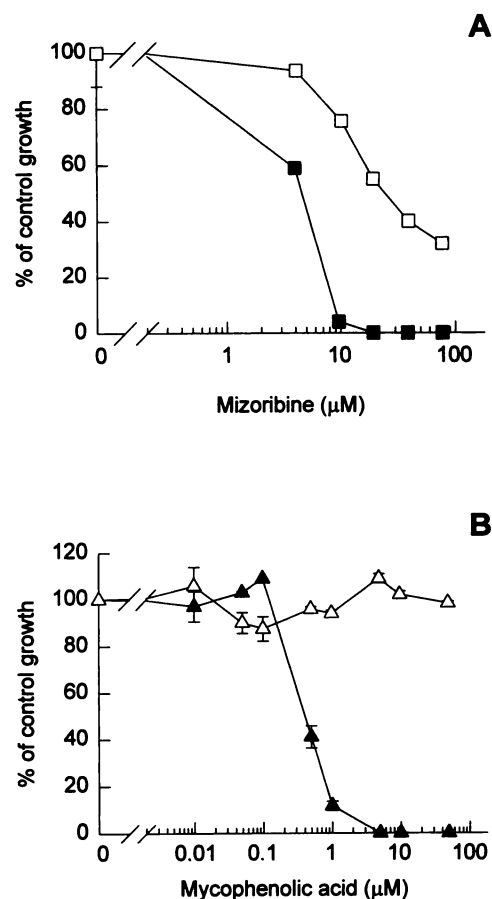 A
100
80
60
40
20
0
% of control growth
0 1 10 100
Mizoribine (μM)
B
120
100
80
60
40
20
0
% of control growth
0 0.01 0.1 1 10 100
Mycophenolic acid (μM)